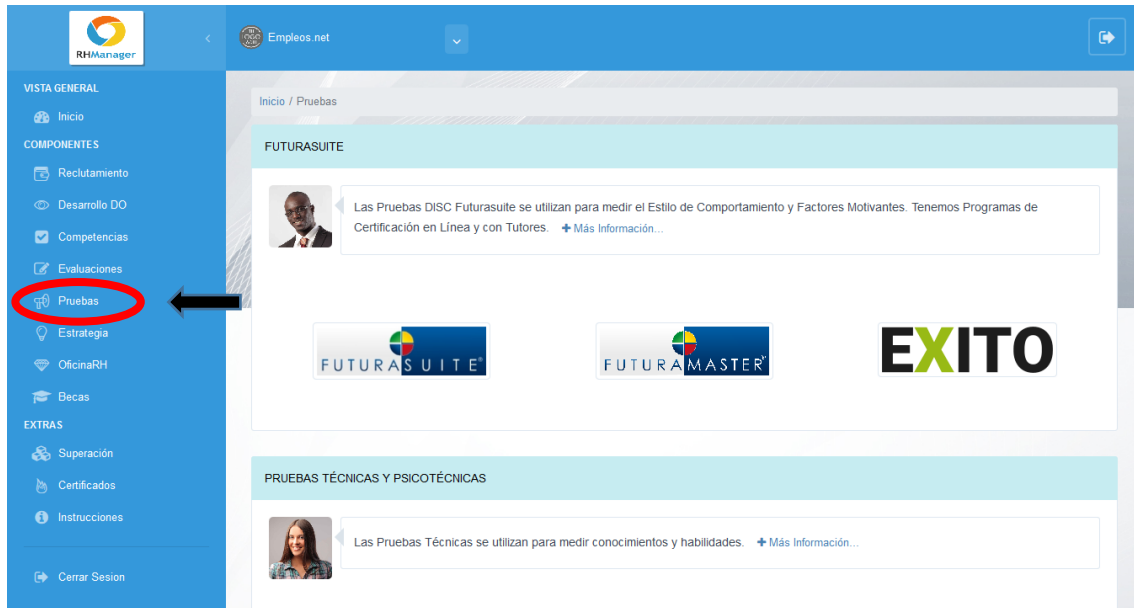 RHManager
Empleos.net
VISTA GENERAL
Inicio
COMPONENTES
Reclutamiento
Desarrollo DO
Competencias
Evaluaciones
Pruebas
Estrategia
OficinaRH
Becas
EXTRAS
Superación
Certificados
Instrucciones
Cerrar Sesion
Inicio / Pruebas
FUTURASUITE
Las Pruebas DISC Futurasuite se utilizan para medir el Estilo de Comportamiento y Factores Motivantes. Tenemos Programas de
Certificación en Línea y con Tutores. + Más Información...
FUTURASUITE®
FUTURAMASTER
EXITO
PRUEBAS TÉCNICAS Y PSICOTÉCNICAS
Las Pruebas Técnicas se utilizan para medir conocimientos y habilidades. + Más Información...